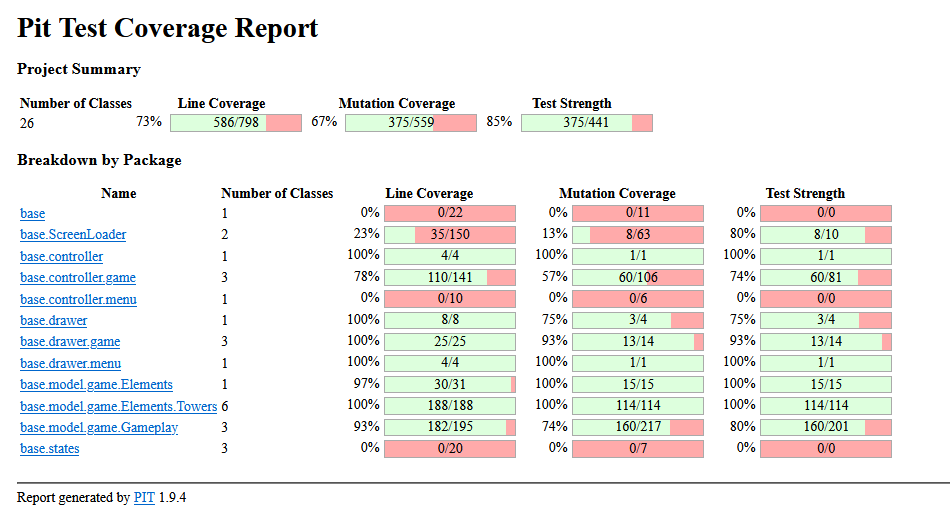 Pit Test Coverage Report
Project Summary
Number of Classes Line Coverage Mutation Coverage Test Strength
26 73% 586/798 67% 375/559 85% 375/441
Breakdown by Package
Name Number of Classes Line Coverage Mutation Coverage Test Strength
base 1 0% 0/22 0% 0/11 0% 0/0
base.ScreenLoader 2 23% 35/150 13% 8/63 80% 8/10
base.controller 1 100% 4/4 100% 1/1 100% 1/1
base.controller.game 3 78% 110/141 57% 60/106 74% 60/81
base.controller.menu 1 0% 0/10 0% 0/6 0% 0/0
base.drawer 1 100% 8/8 75% 3/4 75% 3/4
base.drawer.game 3 100% 25/25 93% 13/14 93% 13/14
base.drawer.menu 1 100% 4/4 100% 1/1 100% 1/1
base.model.game.Elements 1 97% 30/31 100% 15/15 100% 15/15
base.model.game.Elements.Towers 6 100% 188/188 100% 114/114 100% 114/114
base.model.game.Gameplay 3 93% 182/195 74% 160/217 80% 160/201
base.states 3 0% 0/20 0% 0/7 0% 0/0
Report generated by PIT 1.9.4